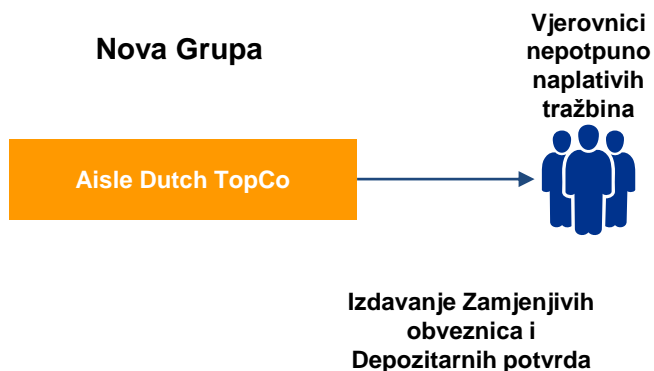 Nova Grupa
Vjerovnici
nepotpuno
naplativih
tražbina
Aisle Dutch TopCo
Izdavanje Zamjenjivih
obveznica i
Depozitarnih potvrda